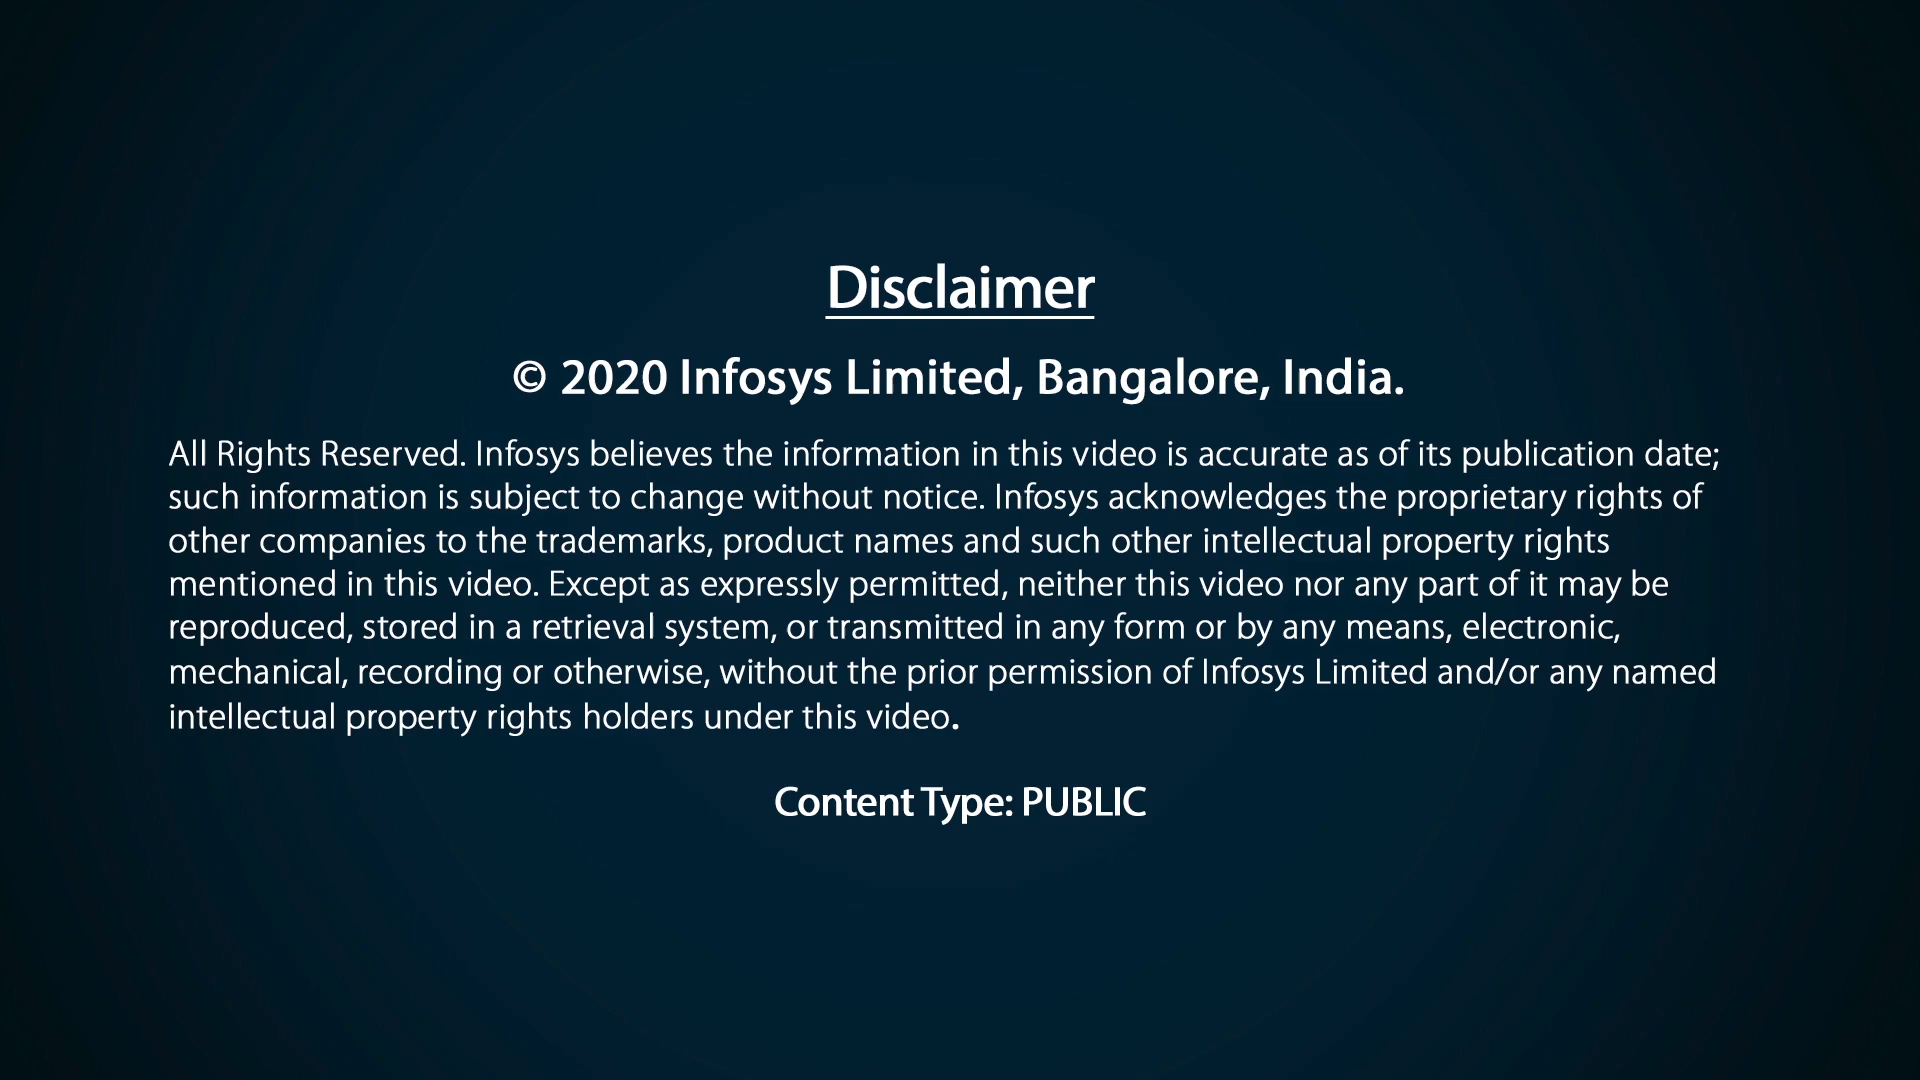 Disclaimer
© 2020 Infosys Limited, Bangalore, India.
All Rights Reserved. Infosys believes the information in this video is accurate as of its publication date;
such information is subject to change without notice. Infosys acknowledges the proprietary rights of
other companies to the trademarks, product names and such other intellectual property rights
mentioned in this video. Except as expressly permitted, neither this video nor any part of it may be
reproduced, stored in a retrieval system, or transmitted in any form or by any means, electronic,
mechanical, recording or otherwise, without the prior permission of Infosys Limited and/or any named
intellectual property rights holders under this video.
Content Type: PUBLIC